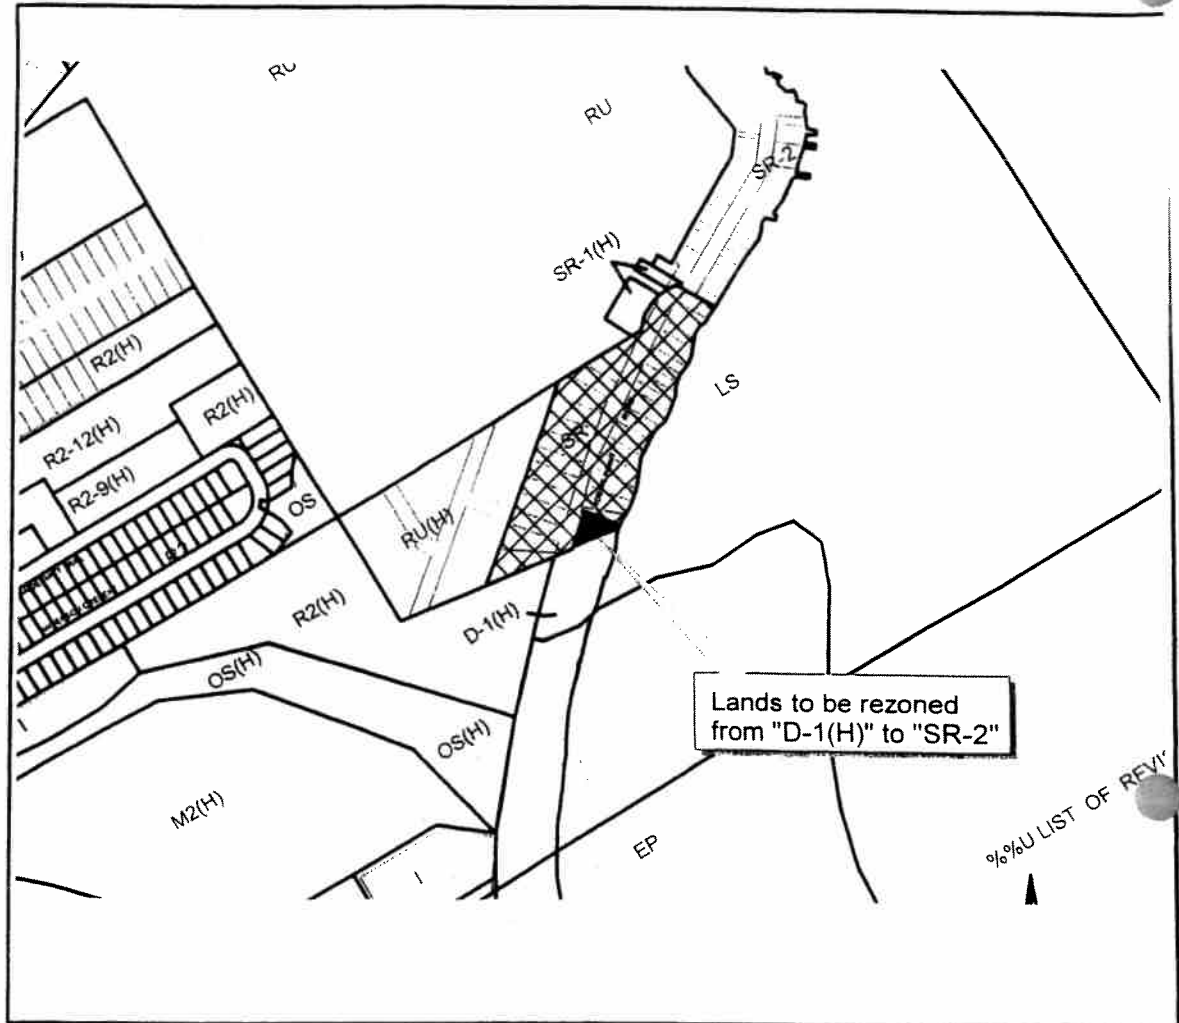 RU
RU
SR-2
SR-1(H)
R2(H)
LS
R2(H)
R2-12(H)
SR
R2-9(H)
OS
RU(H)
R2(H)
D-1(H)
OS(H)
Lands to be rezoned
from "D-1(H)" to "SR-2"
OS(H)
M2(H)
EP
I
%%U LIST OF